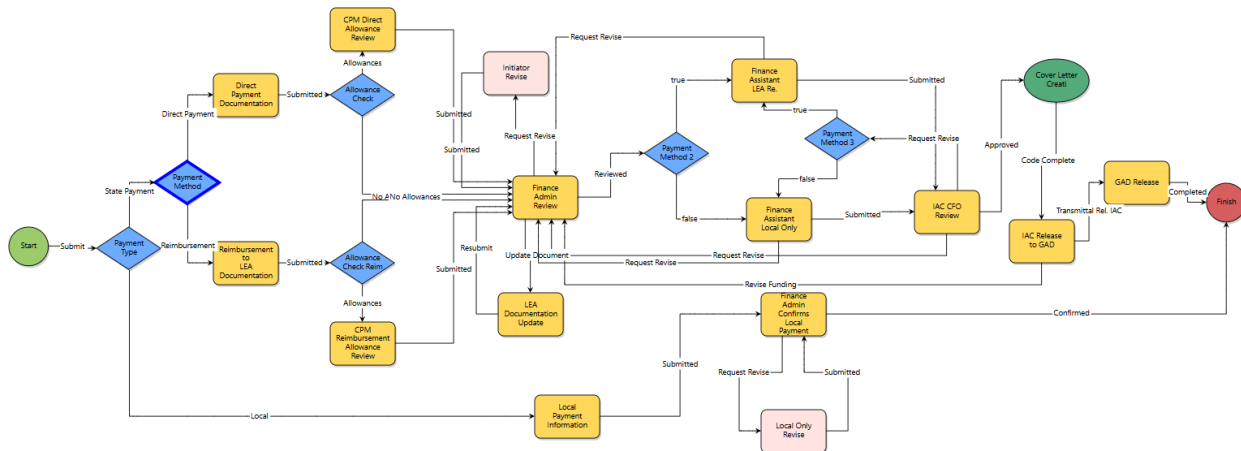 CPM Direct
Allowance
Review
Allowances
Direct
Payment
Documentation
Submitted
Allowance
Check
Direct Payment
Payment
Method
State Payment
Start
Submit
Payment
Type
Reimbursement
Reimbursement
to
LEA
Documentation
Submitted
Allowance
Check Reim
Allowances
CPM
Reimbursement
Allowance
Review
No A
No Allowances
Submitted
Submitted
Submitted
Initiator
Revise
Request Revise
Request Revise
Finance
Admin
Review
Reviewed
Resubmit
Update Document
LEA
Documentation
Update
Payment
Method 2
true
false
Finance
Assistant
LEA Re.
Submitted
true
Payment
Method 3
false
Request Revise
Finance
Assistant
Local Only
Submitted
IAC CFO
Review
Request Revise
Request Revise
Approved
Cover Letter
Creati
Code Complete
IAC Release
to GAD
Transmittal Rel. IAC
GAD Release
Completed
Finish
Revise Funding
Finance
Admin
Confirms
Local
Payment
Confirmed
Submitted
Request Revise
Submitted
Local Only
Revise
Local
Local
Payment
Information